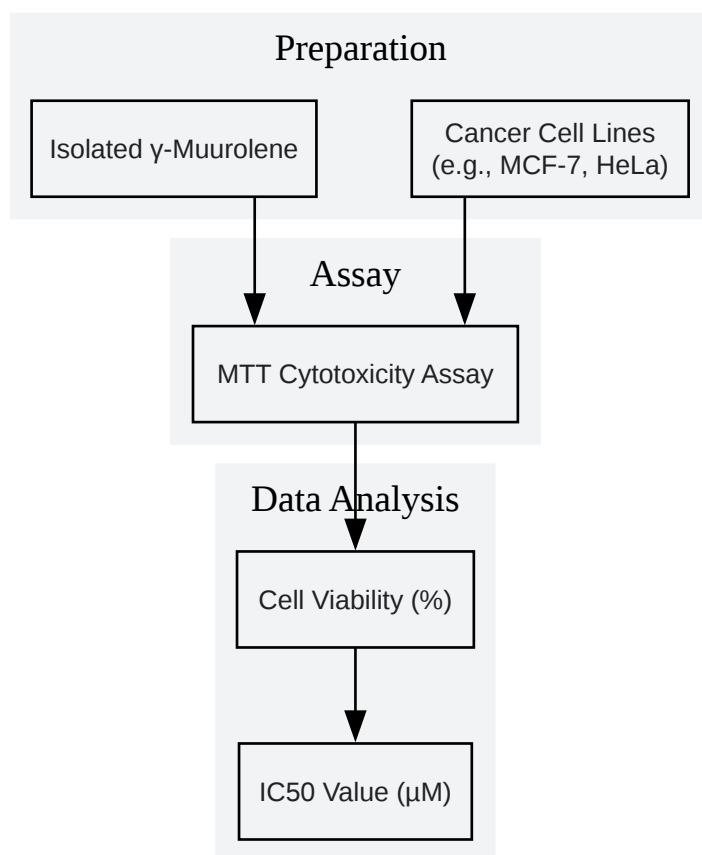 Preparation
Isolated γ-Muurolene
Cancer Cell Lines
(e.g., MCF-7, HeLa)
Assay
MTT Cytotoxicity Assay
Data Analysis
Cell Viability (%)
IC50 Value (µM)